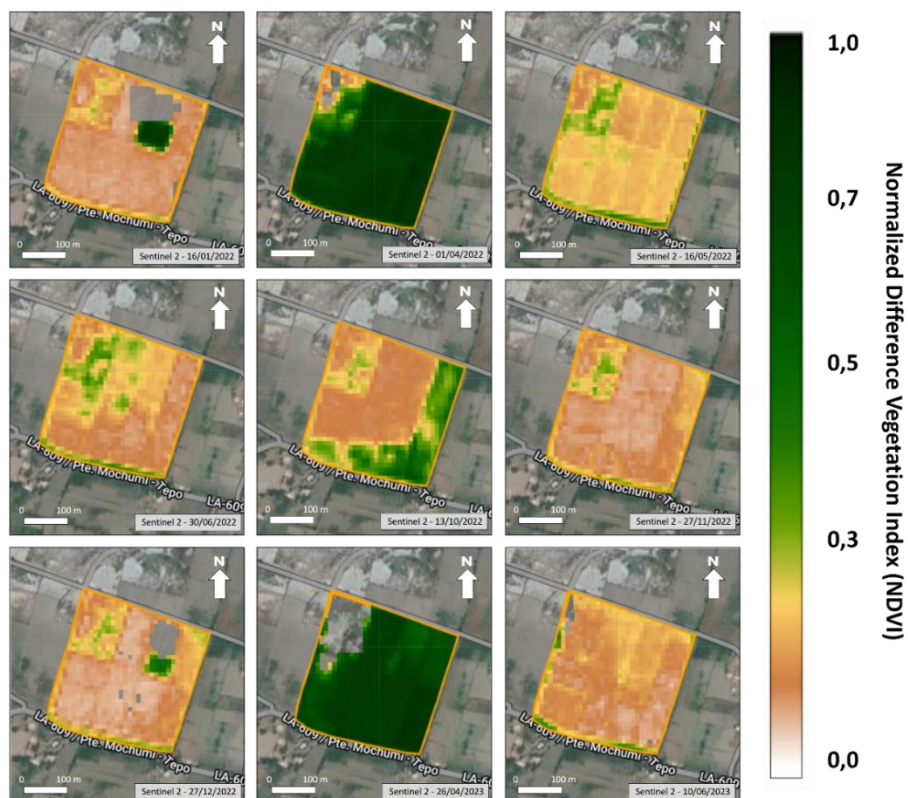 N
LA-609 / Pte. Mochumi - Tepo
LA-60
0 100 m
Sentinel 2 - 16/01/2022
N
LA-609 / Pte. Mochumi - Tepo
0 100 m
Sentinel 2 - 01/04/2022
N
LA-609 / Pte. Mochumi - Tepo
0 100 m
Sentinel 2 - 16/05/2022
N
LA-609 / Pte. Mochumi - Tepo
LA-609
0 100 m
Sentinel 2 - 30/06/2022
N
LA-609 / Pte. Mochumi - Tepo
0 100 m
Sentinel 2 - 13/10/2022
N
LA-609 / Pte. Mochumi - Tepo
0 100 m
Sentinel 2 - 27/11/2022
N
LA-609 / Pte. Mochumi - Tepo
LA-60
0 100 m
Sentinel 2 - 27/12/2022
N
LA-609 / Pte. Mochumi - Tepo
0 100 m
Sentinel 2 - 26/04/2023
N
LA-609 / Pte. Mochumi - Tepo
0 100 m
Sentinel 2 - 10/06/2023
1,0
0,7
0,5
0,3
0,0
Normalized Difference Vegetation Index (NDVI)